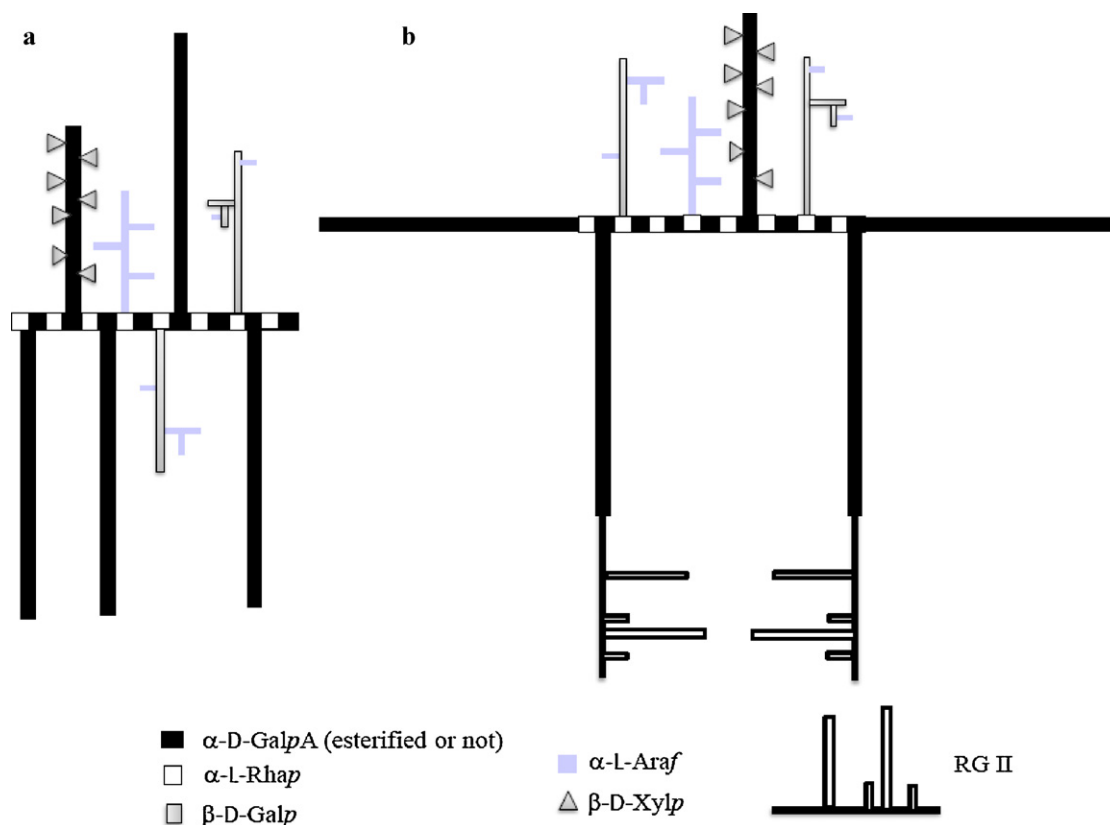 a
b
α-D-GalpA (esterified or not)
α-L-Rhap
β-D-Galp
α-L-Araf
β-D-Xylp
RG II